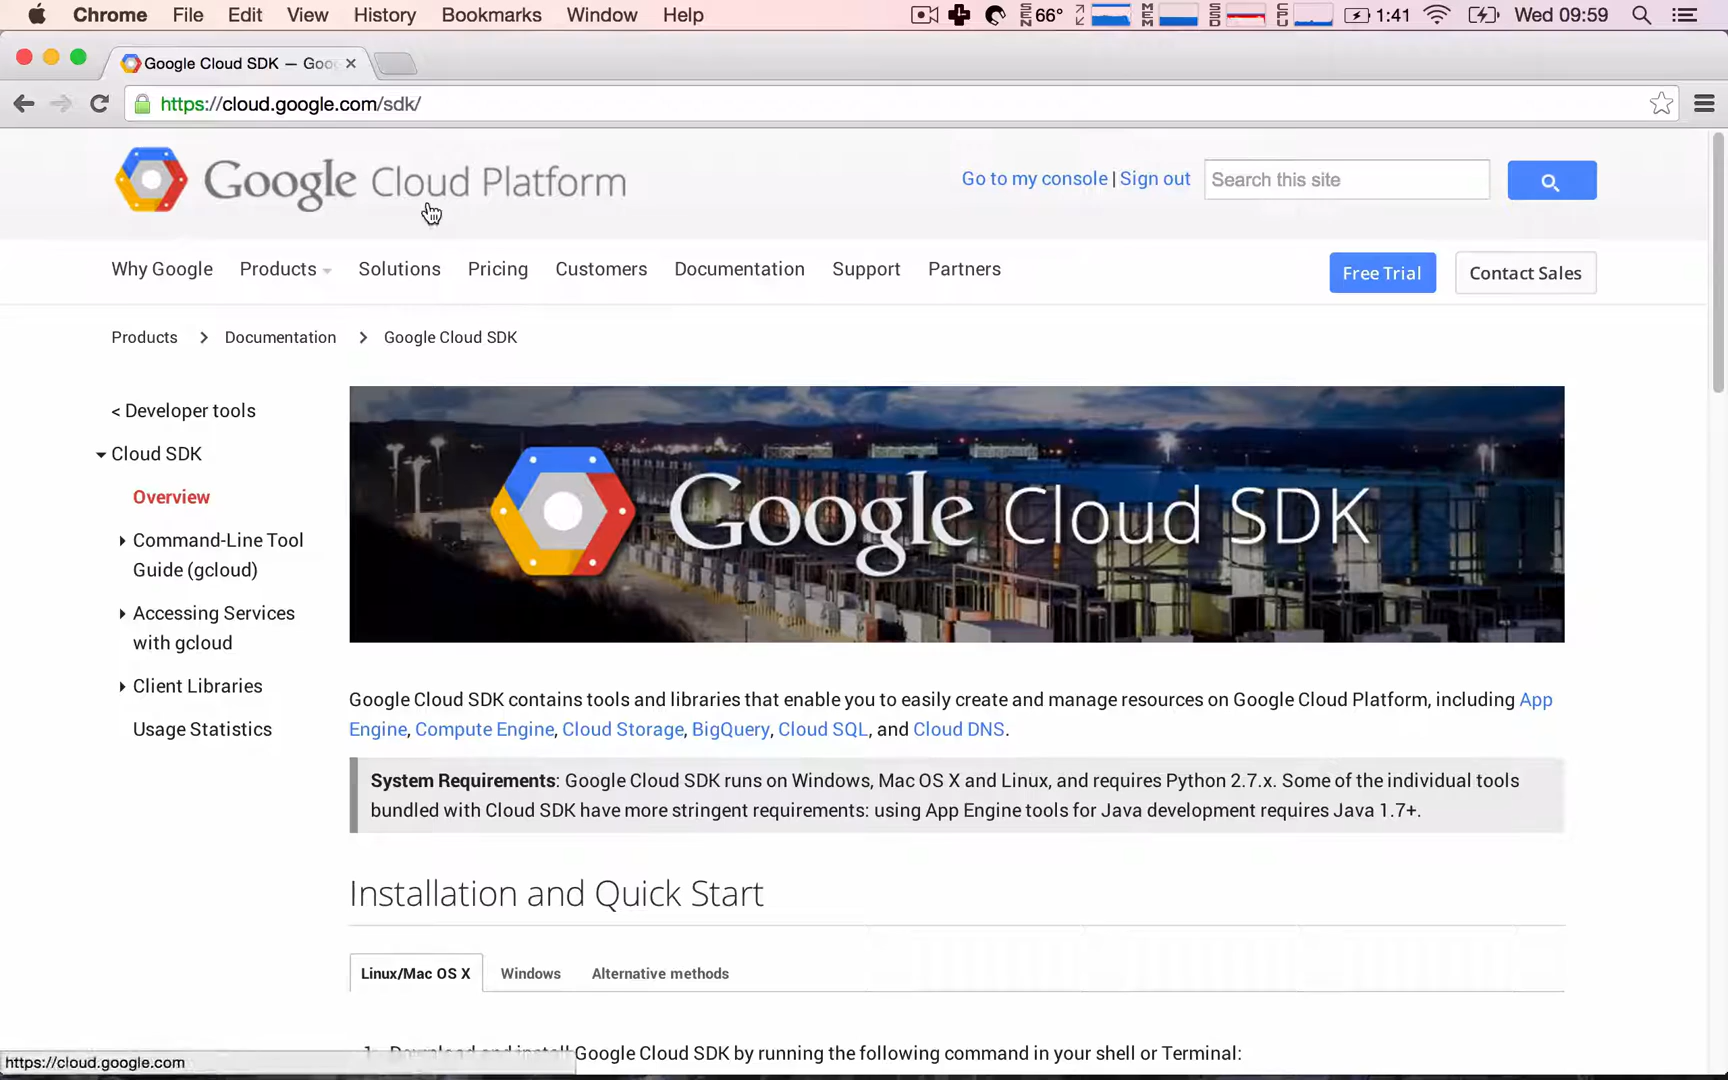 Chrome File Edit View History Bookmarks Window Help SEN 66° MEM SSD CPU 1:41 Wed 09:59
Google Cloud SDK — Goo
https://cloud.google.com/sdk/
Google Cloud Platform
Go to my console | Sign out Search this site
Why Google Products Solutions Pricing Customers Documentation Support Partners Free Trial Contact Sales
Products > Documentation > Google Cloud SDK
< Developer tools
Cloud SDK
Overview
Command-Line Tool
Guide (gcloud)
Accessing Services
with gcloud
Client Libraries
Usage Statistics
Google Cloud SDK
Google Cloud SDK contains tools and libraries that enable you to easily create and manage resources on Google Cloud Platform, including App
Engine, Compute Engine, Cloud Storage, BigQuery, Cloud SQL, and Cloud DNS.
System Requirements: Google Cloud SDK runs on Windows, Mac OS X and Linux, and requires Python 2.7.x. Some of the individual tools
bundled with Cloud SDK have more stringent requirements: using App Engine tools for Java development requires Java 1.7+.
Installation and Quick Start
Linux/Mac OS X Windows Alternative methods
1. Download and install Google Cloud SDK by running the following command in your shell or Terminal:
https://cloud.google.com